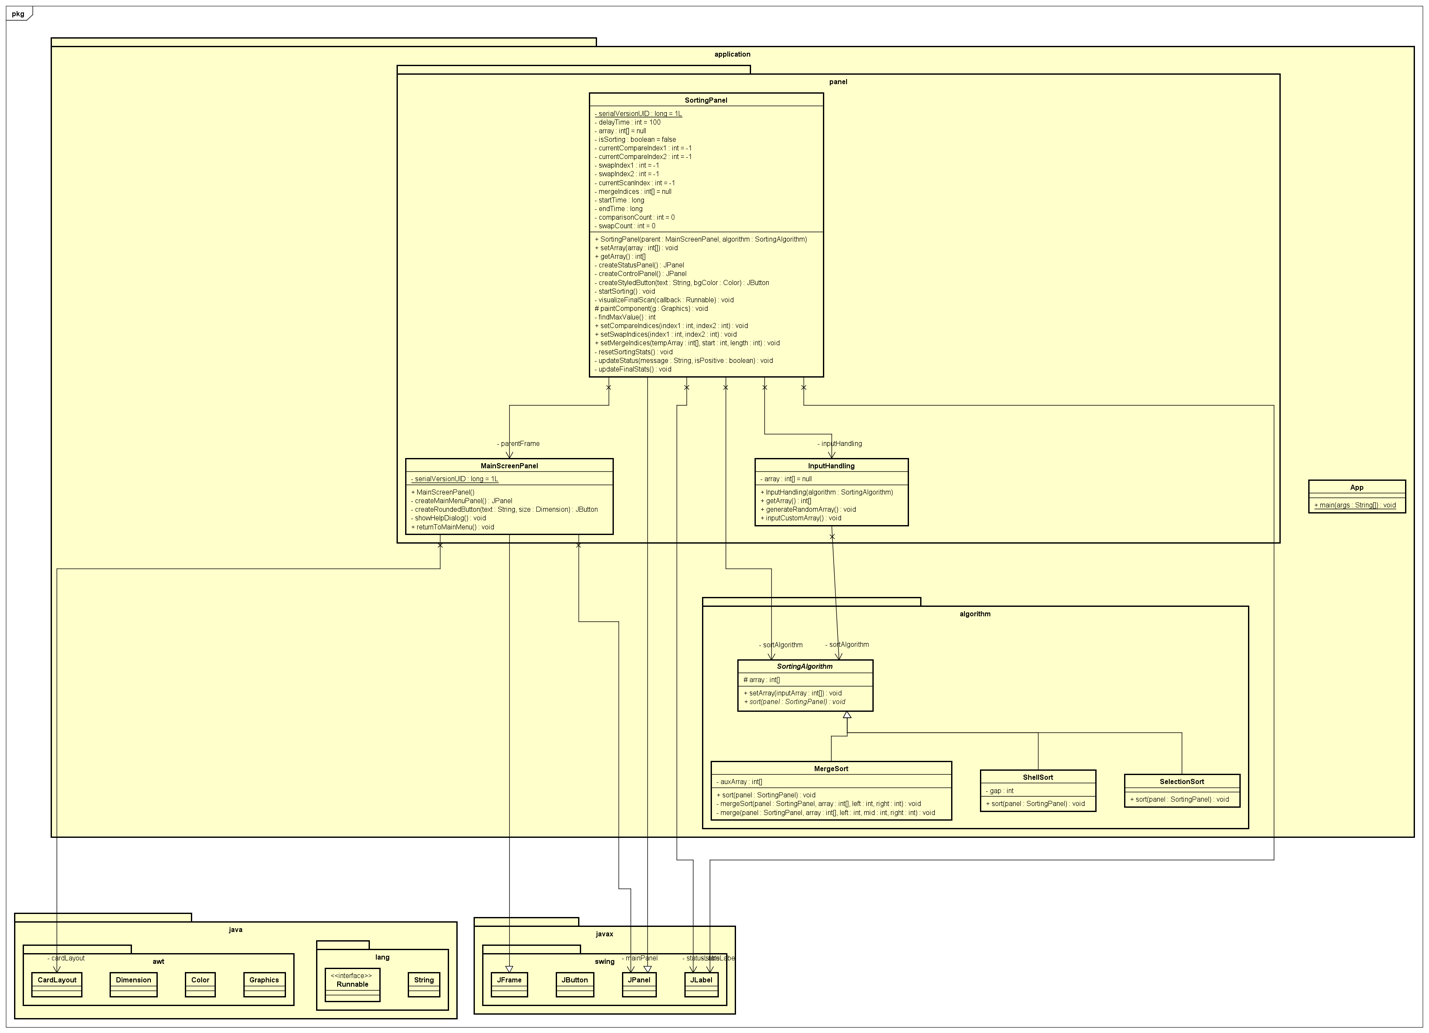 pkg
application
panel
SortingPanel
- serialVersionUID : long = 1L
- delayTime : int = 100
- array : int[] = null
- isSorting : boolean = false
- currentCompareIndex1 : int = -1
- currentCompareIndex2 : int = -1
- swapIndex1 : int = -1
- swapIndex2 : int = -1
- currentScanIndex : int = -1
- mergeIndices : int[] = null
- startTime : long
- endTime : long
- comparisonCount : int = 0
- swapCount : int = 0
+ SortingPanel(parent : MainScreenPanel, algorithm : SortingAlgorithm)
+ setArray(array : int[]) : void
+ getArray() : int[]
- createStatusPanel() : JPanel
- createControlPanel() : JPanel
- createStyledButton(text : String, bgColor : Color) : JButton
- startSorting() : void
- visualizeFinalScan(callback : Runnable) : void
# paintComponent(g : Graphics) : void
- findMaxValue() : int
+ setCompareIndices(index1 : int, index2 : int) : void
+ setSwapIndices(index1 : int, index2 : int) : void
+ setMergeIndices(tempArray : int[], start : int, length : int) : void
- resetSortingStats() : void
- updateStatus(message : String, isPositive : boolean) : void
- updateFinalStats() : void
- parentFrame
- inputHandling
MainScreenPanel
- serialVersionUID : long = 1L
+ MainScreenPanel()
- createMainMenuPanel() : JPanel
- createRoundedButton(text : String, size : Dimension) : JButton
- showHelpDialog() : void
+ returnToMainMenu() : void
InputHandling
- array : int[] = null
+ InputHandling(algorithm : SortingAlgorithm)
+ getArray() : int[]
+ generateRandomArray() : void
+ inputCustomArray() : void
App
+ main(args : String[]) : void
algorithm
- sortAlgorithm
- sortAlgorithm
SortingAlgorithm
# array : int[]
+ setArray(inputArray : int[]) : void
+ sort(panel : SortingPanel) : void
MergeSort
- auxArray : int[]
+ sort(panel : SortingPanel) : void
- mergeSort(panel : SortingPanel, array : int[], left : int, right : int) : void
- merge(panel : SortingPanel, array : int[], left : int, mid : int, right : int) : void
ShellSort
- gap : int
+ sort(panel : SortingPanel) : void
SelectionSort
+ sort(panel : SortingPanel) : void
java
awt
- cardLayout
CardLayout
Dimension
Color
Graphics
lang
<<interface>>
Runnable
String
javax
swing
- mainPanel
JFrame
JButton
JPanel
JLabel